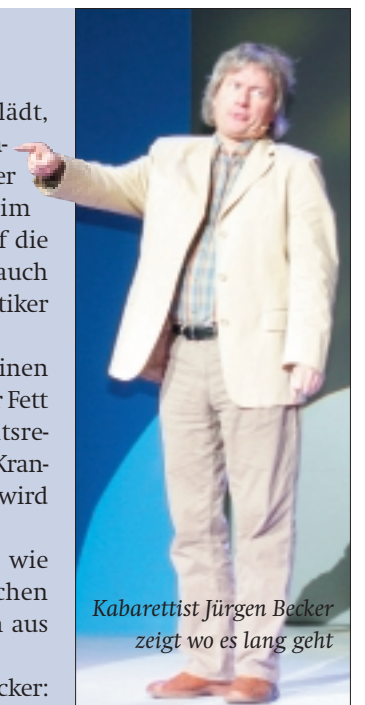 lädt,
er
im
f die
auch
tiker
inen
Fett
tsre-
Kran-
wird
wie
chen
aus
cker:
Kabarettist Jürgen Becker
zeigt wo es lang geht